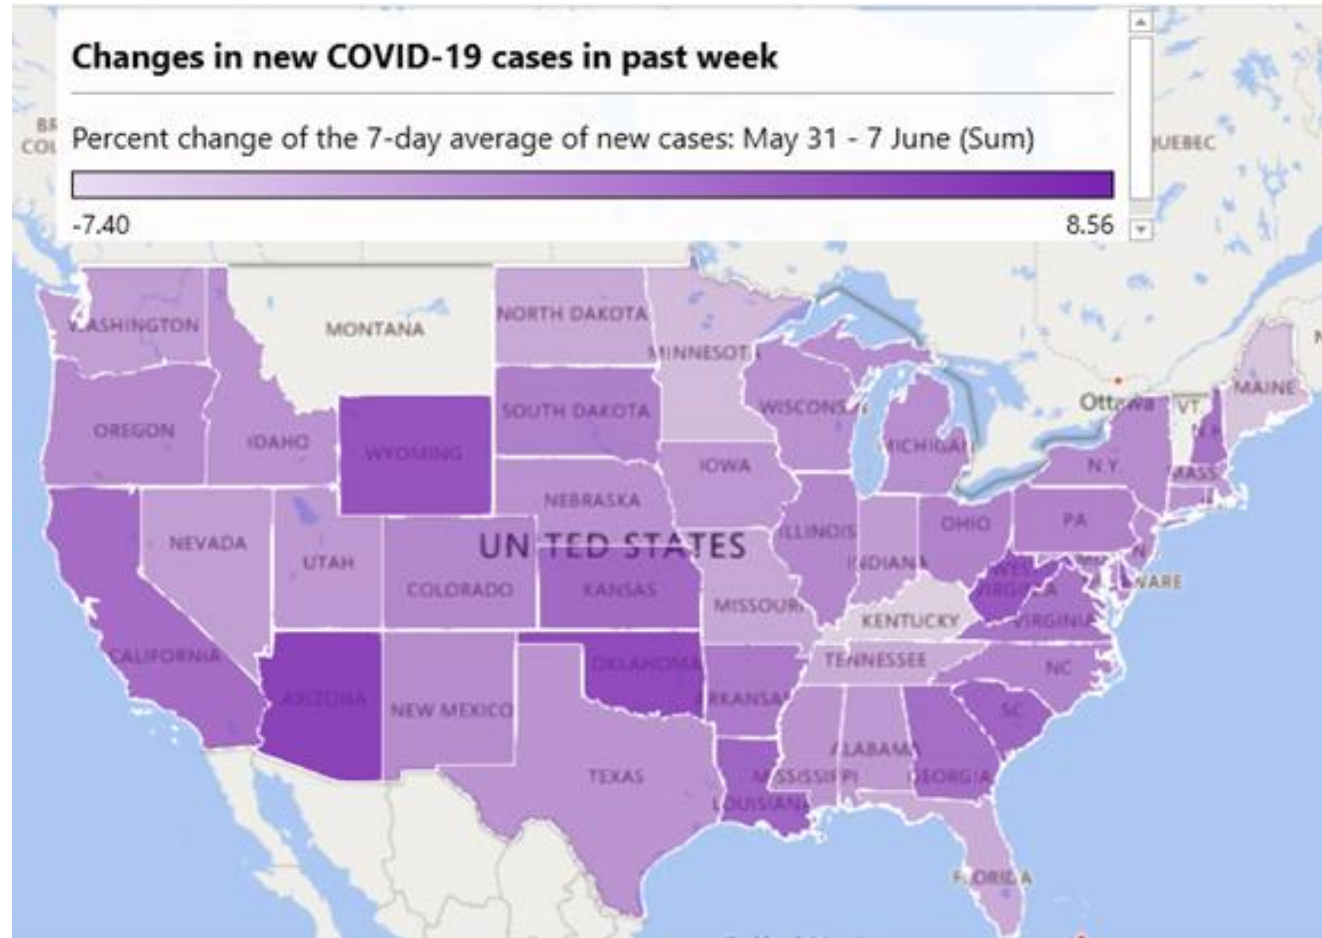 Changes in new COVID-19 cases in past week
Percent change of the 7-day average of new cases: May 31 - 7 June (Sum)
-7.40 8.56
QUEBEC
WASHINGTON
MONTANA
NORTH DAKOTA
MINNESOTA
MAINE
Ottawa
VT.
N.H.
OREGON
IDAHO
WYOMING
SOUTH DAKOTA
WISCONSIN
MICHIGAN
N.Y.
MASS.
IOWA
NEBRASKA
NEVADA
UTAH
UNITED STATES
ILLINOIS
INDIANA
OHIO
PA
COLORADO
KANSAS
MISSOURI
KENTUCKY
WEST
VIRGINIA
VIRGINIA
CALIFORNIA
ARIZONA
NEW MEXICO
OKLAHOMA
ARKANSAS
TENNESSEE
NC
SC
TEXAS
MISSISSIPPI
ALABAMA
GEORGIA
LOUISIANA
FLORIDA